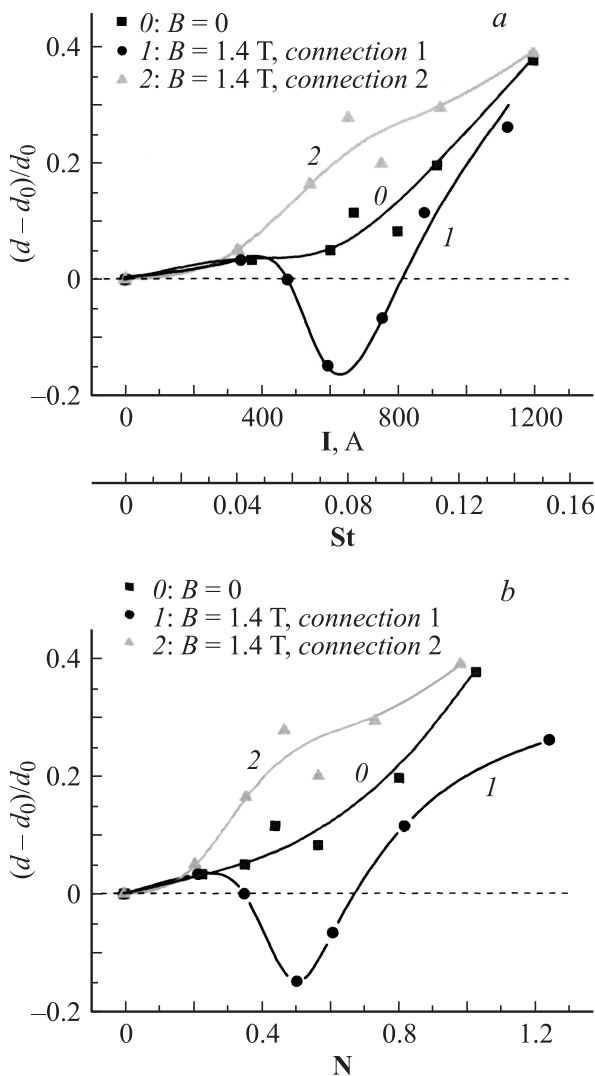 a
0: B = 0
1: B = 1.4 T, connection 1
2: B = 1.4 T, connection 2
0.4
0.2
0
–0.2
(d – d0)/d0
2
0
1
0 400 800 1200
I, A
0 0.04 0.08 0.12 0.16
St
b
0: B = 0
1: B = 1.4 T, connection 1
2: B = 1.4 T, connection 2
0.4
0.2
0
–0.2
(d – d0)/d0
2
0
1
0 0.4 0.8 1.2
N